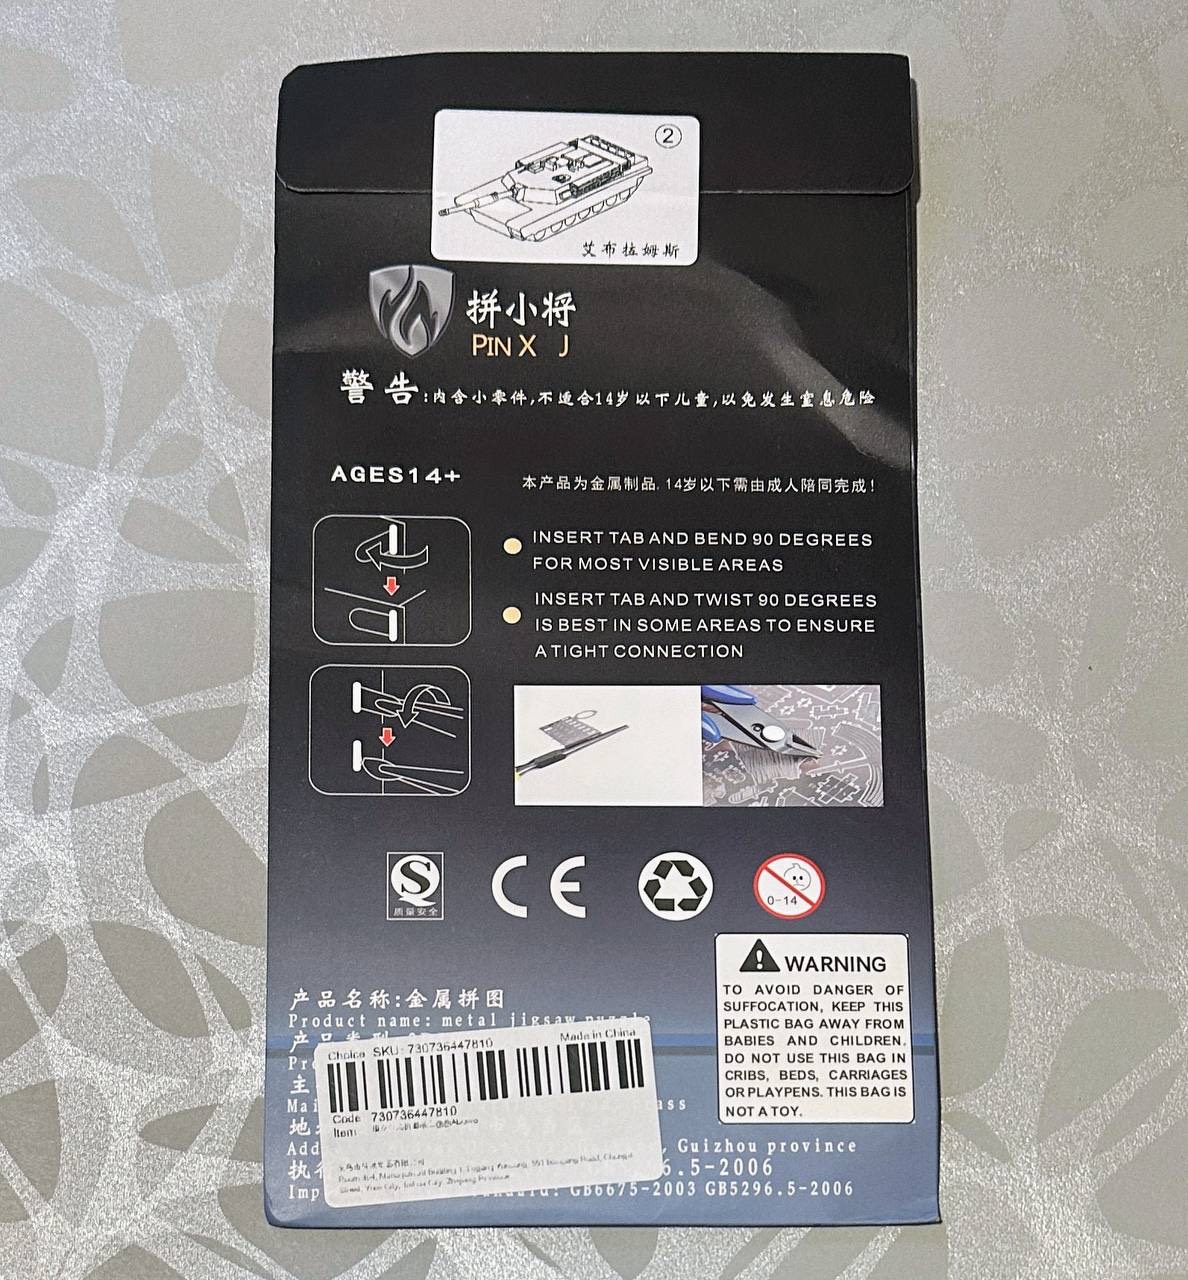 ②
艾布拉姆斯
拼小将
PIN X J
警告:内含小零件,不适合14岁以下儿童,以免发生窒息危险
AGES14+
本产品为金属制品, 14岁以下需由成人陪同完成!
INSERT TAB AND BEND 90 DEGREES
FOR MOST VISIBLE AREAS
INSERT TAB AND TWIST 90 DEGREES
IS BEST IN SOME AREAS TO ENSURE
A TIGHT CONNECTION
S
质量安全
CE
0-14
WARNING
TO AVOID DANGER OF
SUFFOCATION, KEEP THIS
PLASTIC BAG AWAY FROM
BABIES AND CHILDREN.
DO NOT USE THIS BAG IN
CRIBS, BEDS, CARRIAGES
OR PLAYPENS. THIS BAG IS
NOT A TOY.
产品名称:金属拼图
Product name: metal jigsaw puzzle
产品类型
Choice SKU: 730736447810 Made in China
Code 730736447810
Item:
主
地
, Guizhou province
6.5-2006
GB6675-2003 GB5296.5-2006